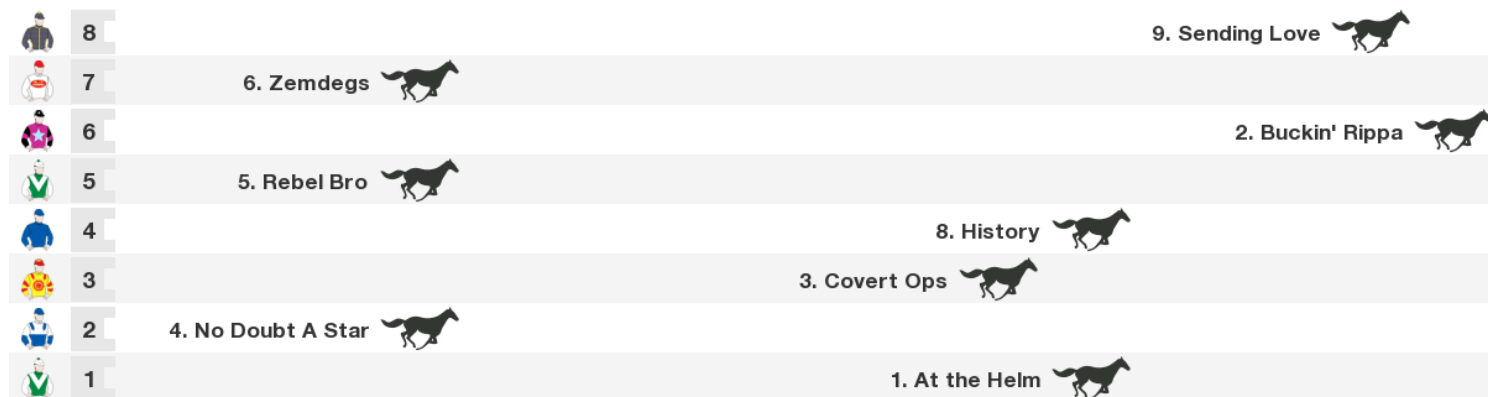 8 9. Sending Love
7 6. Zemdegs
6 2. Buckin' Rippa
5 5. Rebel Bro
4 8. History
3 3. Covert Ops
2 4. No Doubt A Star
1 1. At the Helm